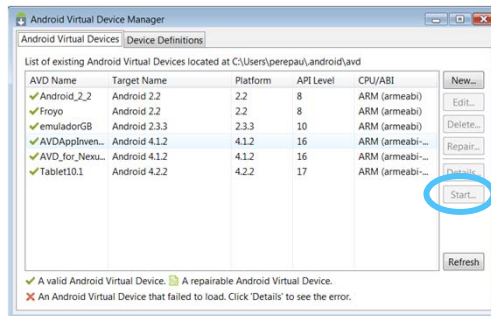 Android Virtual Device Manager
Android Virtual Devices Device Definitions
List of existing Android Virtual Devices located at C:\Users\perepau\.android\avd
AVD Name Target Name Platform API Level CPU/ABI
Android_2_2 Android 2.2 2.2 8 ARM (armeabi)
Froyo Android 2.2 2.2 8 ARM (armeabi)
emuladorGB Android 2.3.3 2.3.3 10 ARM (armeabi)
AVDAppInven... Android 4.1.2 4.1.2 16 ARM (armeabi-...
AVD_for_Nexu... Android 4.1.2 4.1.2 16 ARM (armeabi-...
Tablet10.1 Android 4.2.2 4.2.2 17 ARM (armeabi-...
New...
Edit...
Delete...
Repair...
Details...
Start...
Refresh
A valid Android Virtual Device. A repairable Android Virtual Device.
An Android Virtual Device that failed to load. Click 'Details' to see the error.